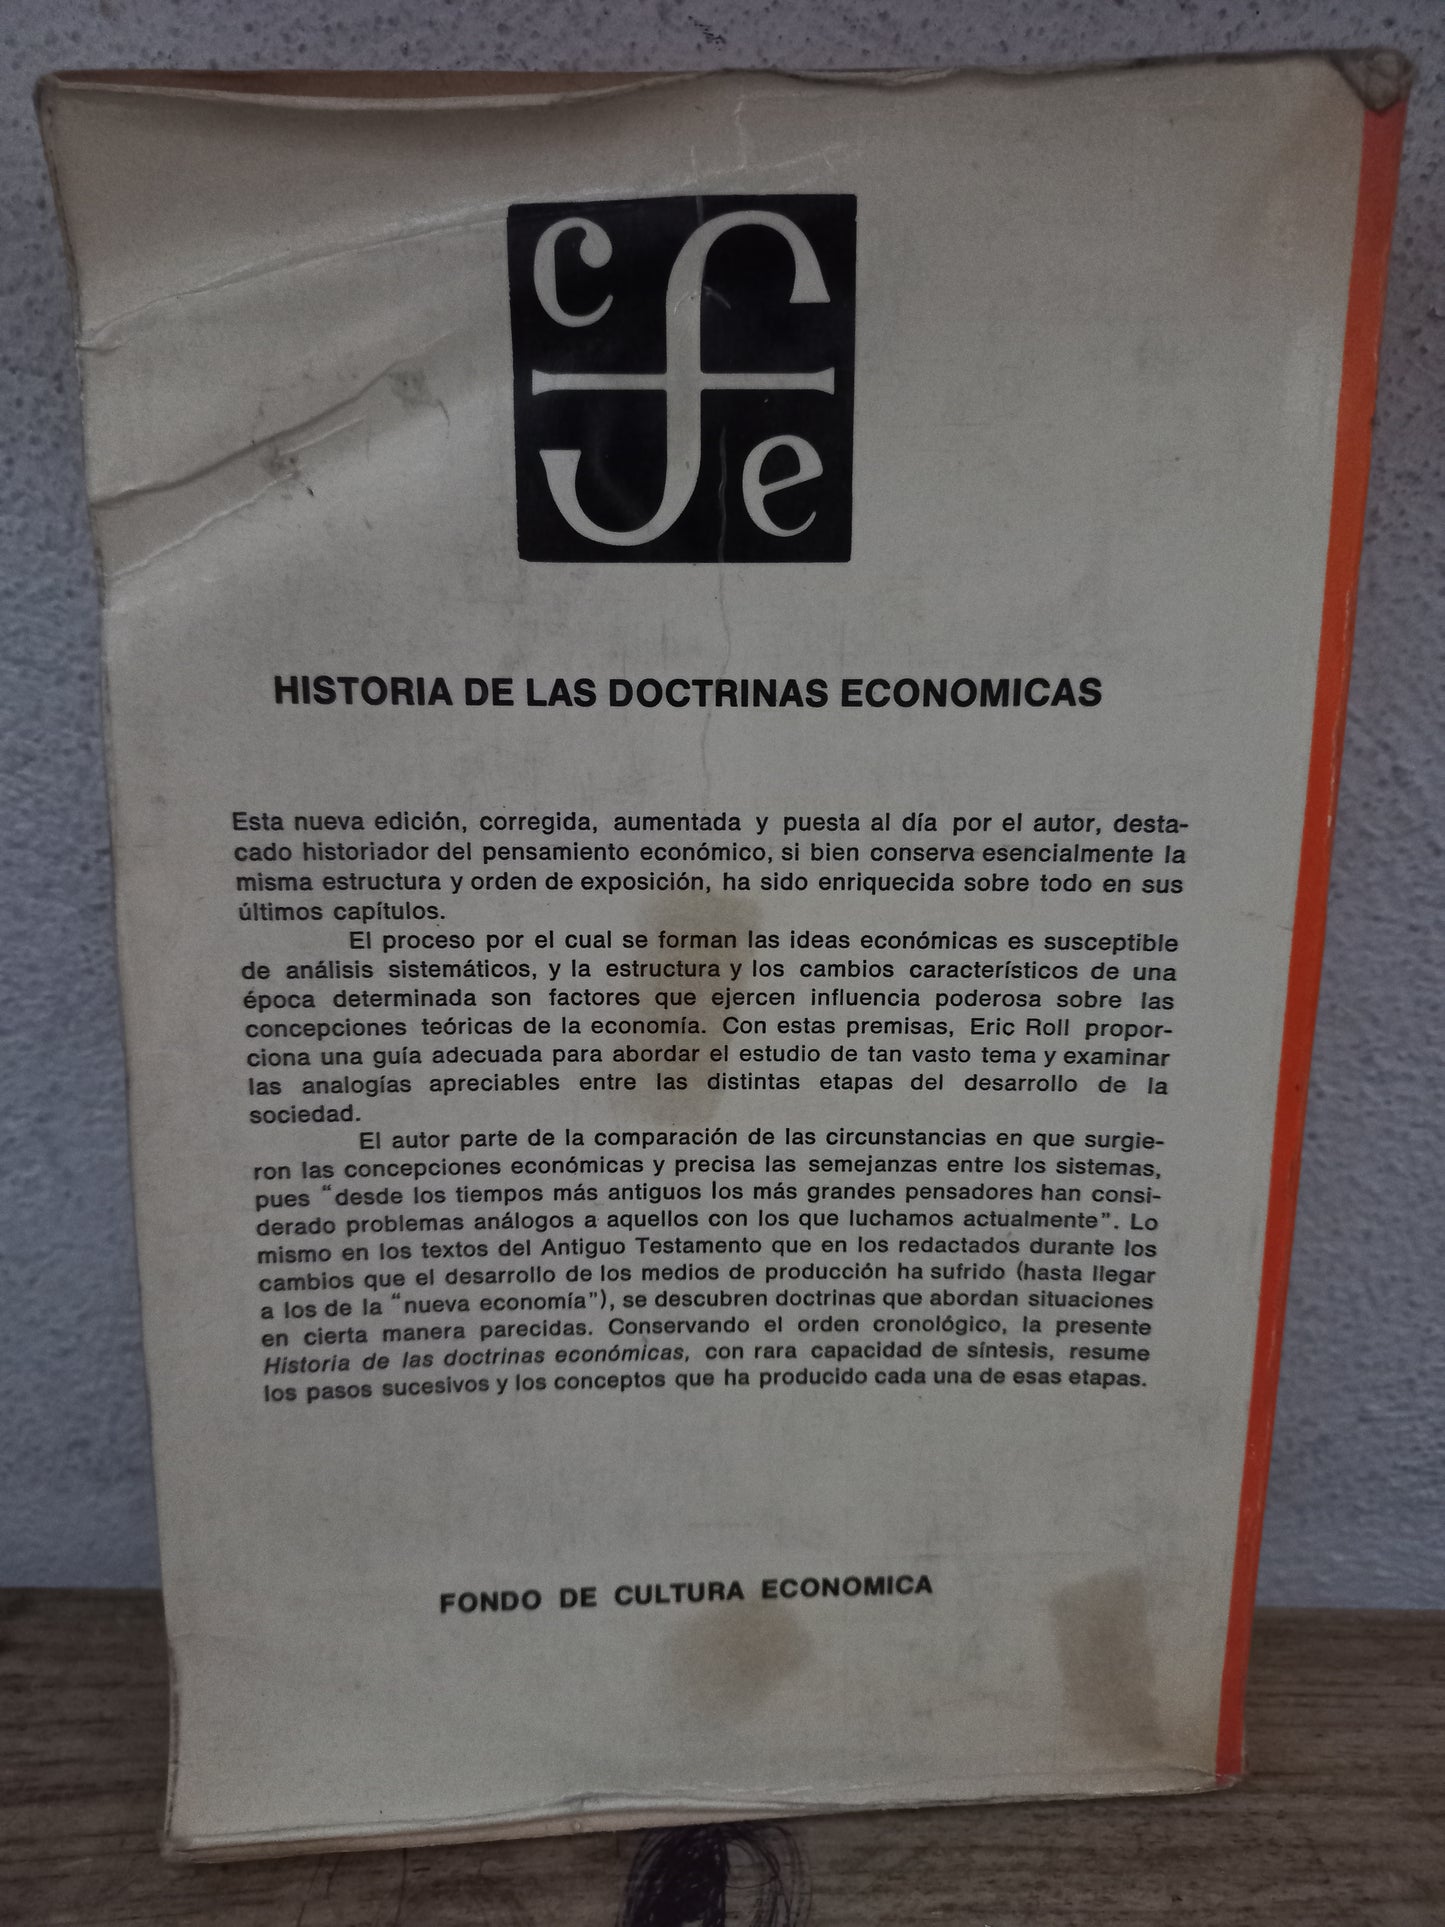 c f e
HISTORIA DE LAS DOCTRINAS ECONOMICAS
Esta nueva edición, corregida, aumentada y puesta al día por el autor, desta-
cado historiador del pensamiento económico, si bien conserva esencialmente la
misma estructura y orden de exposición, ha sido enriquecida sobre todo en sus
últimos capítulos.
El proceso por el cual se forman las ideas económicas es susceptible
de análisis sistemáticos, y la estructura y los cambios característicos de una
época determinada son factores que ejercen influencia poderosa sobre las
concepciones teóricas de la economía. Con estas premisas, Eric Roll propor-
ciona una guía adecuada para abordar el estudio de tan vasto tema y examinar
las analogías apreciables entre las distintas etapas del desarrollo de la
sociedad.
El autor parte de la comparación de las circunstancias en que surgie-
ron las concepciones económicas y precisa las semejanzas entre los sistemas,
pues "desde los tiempos más antiguos los más grandes pensadores han consi-
derado problemas análogos a aquellos con los que luchamos actualmente". Lo
mismo en los textos del Antiguo Testamento que en los redactados durante los
cambios que el desarrollo de los medios de producción ha sufrido (hasta llegar
a los de la "nueva economía"), se descubren doctrinas que abordan situaciones
en cierta manera parecidas. Conservando el orden cronológico, la presente
Historia de las doctrinas económicas, con rara capacidad de síntesis, resume
los pasos sucesivos y los conceptos que ha producido cada una de esas etapas.
FONDO DE CULTURA ECONOMICA